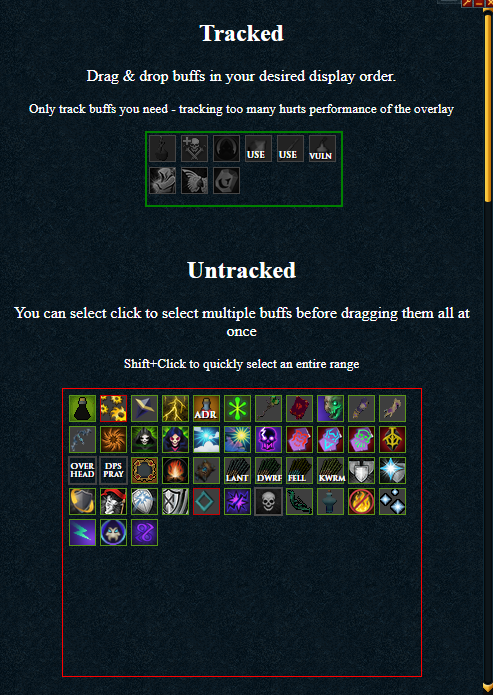 Tracked
Drag & drop buffs in your desired display order.
Only track buffs you need - tracking too many hurts performance of the overlay
USE USE VULN
Untracked
You can select click to select multiple buffs before dragging them all at
once
Shift+Click to quickly select an entire range
ADR
OVER HEAD DPS PRAY LANT DWRF FELL KWRM